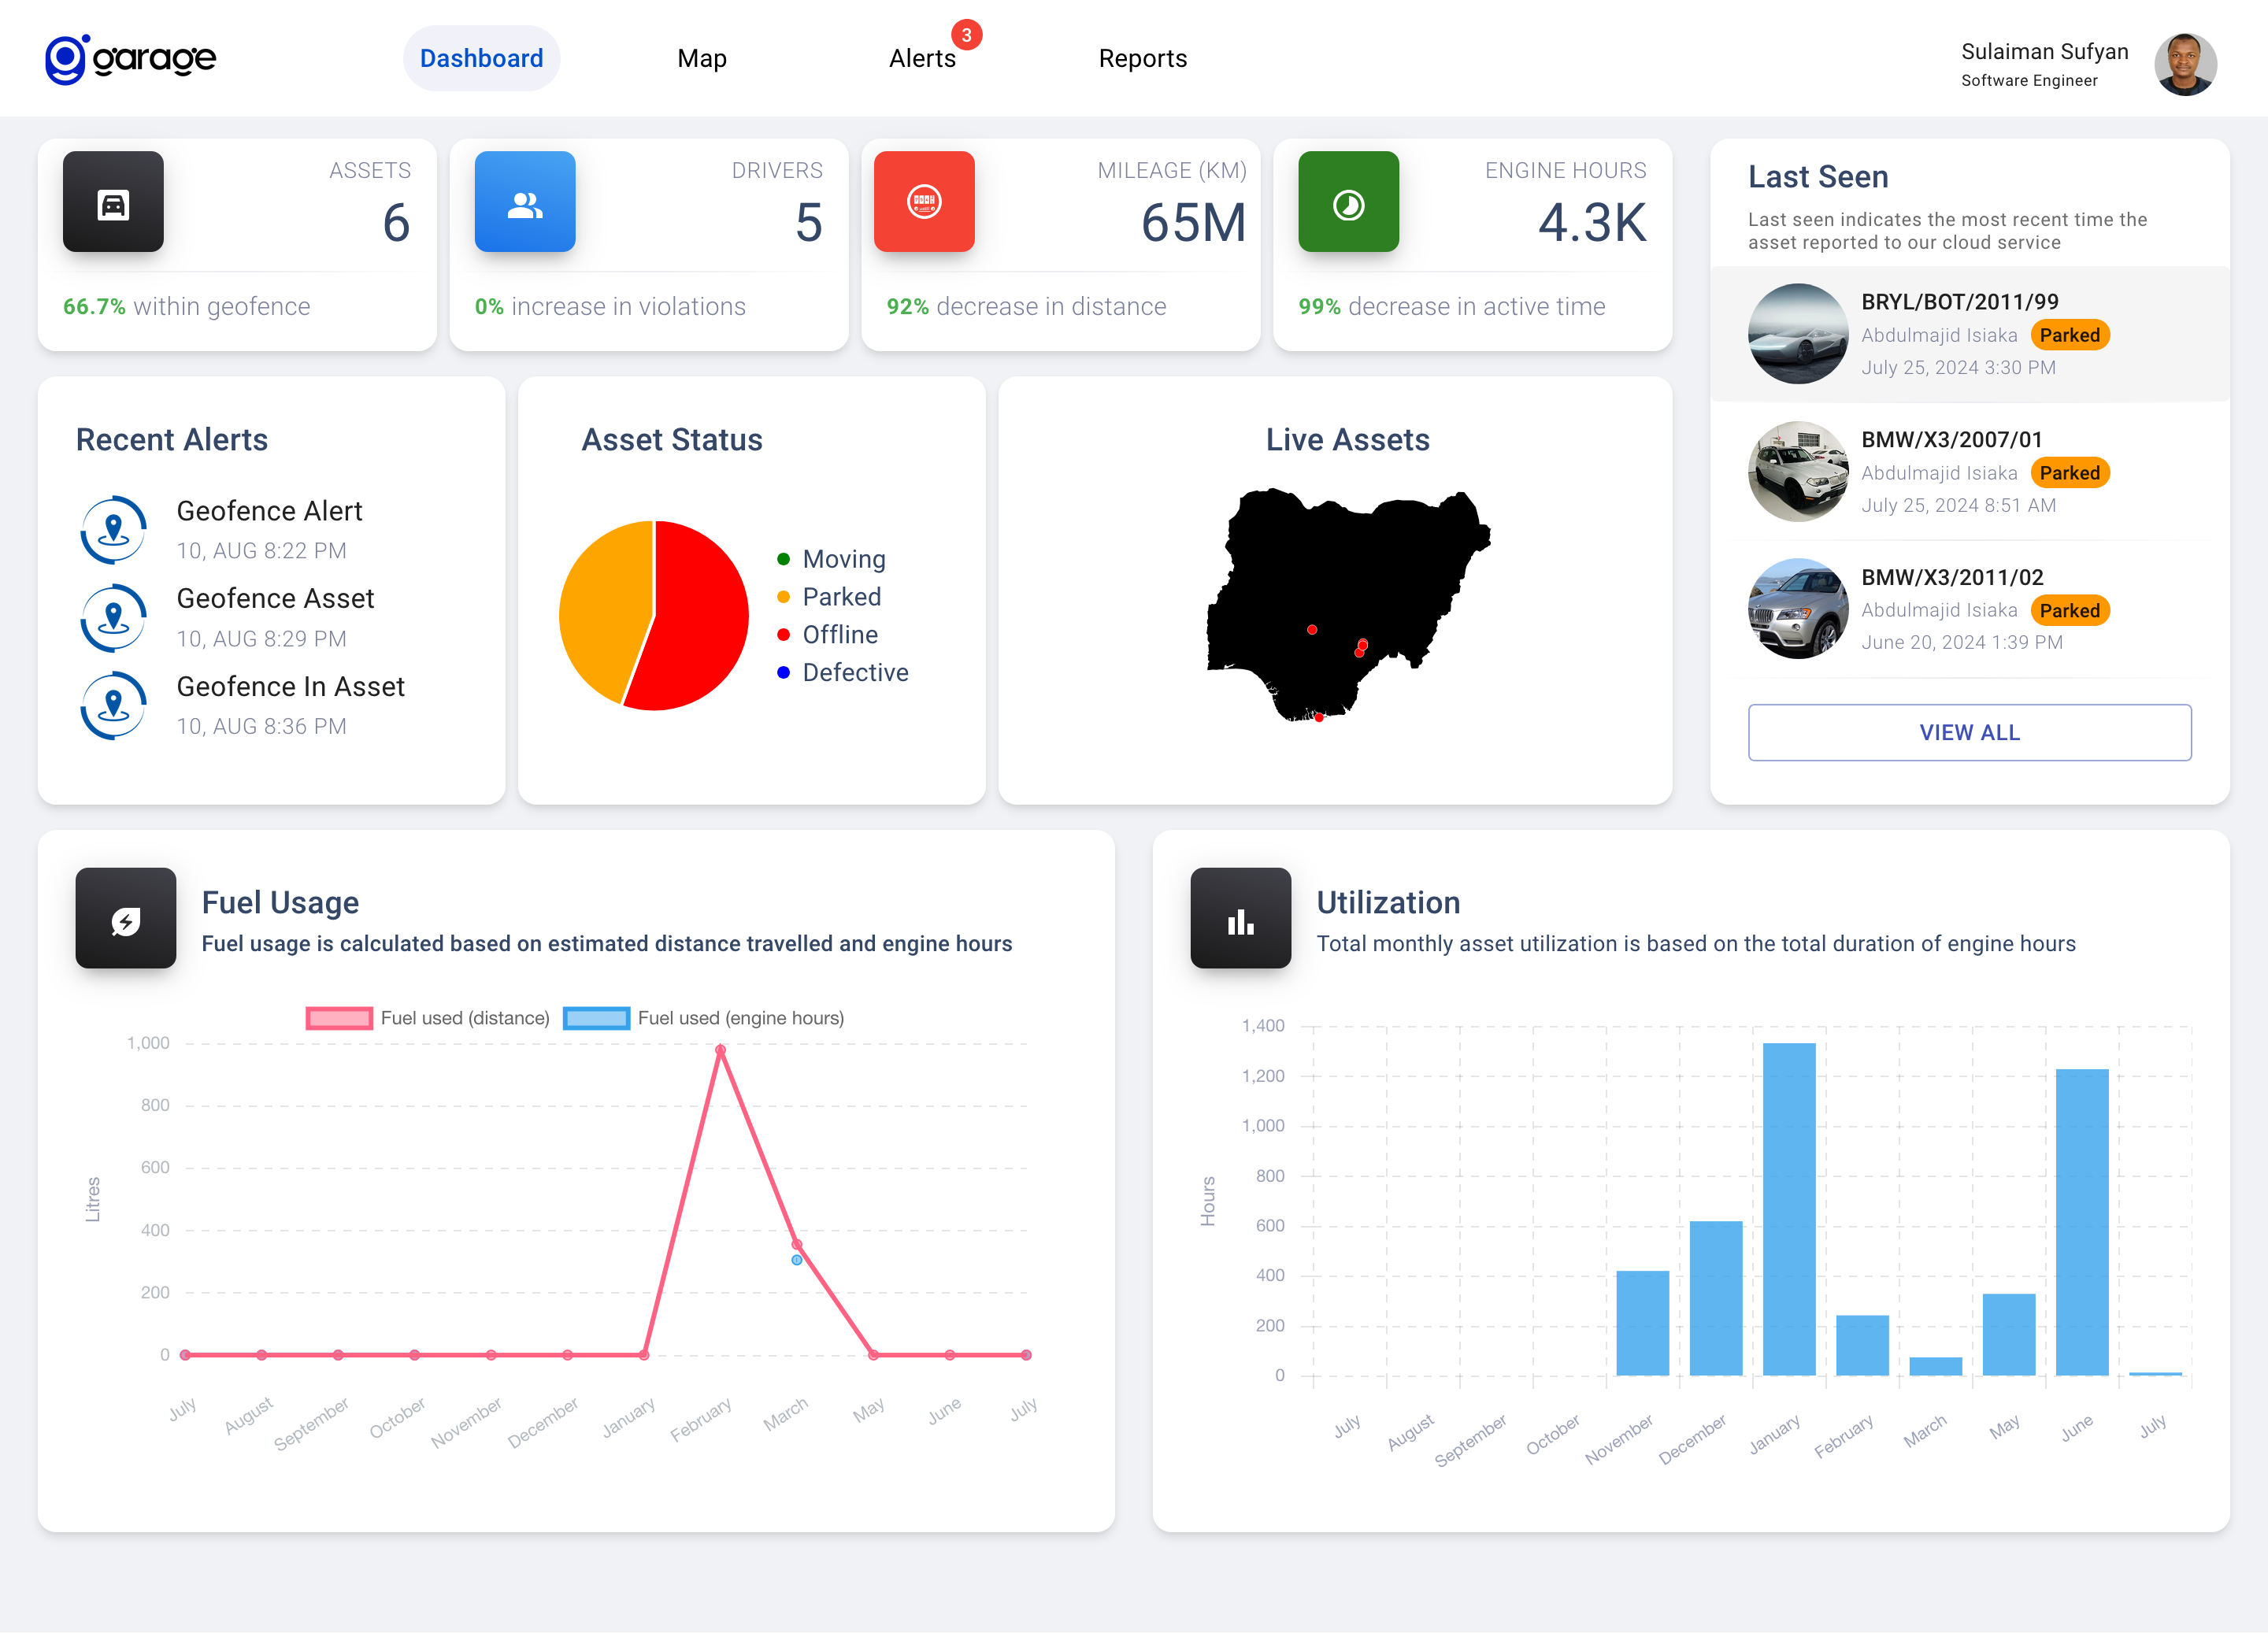 garage
Dashboard
Map
Alerts
3
Reports
Sulaiman Sufyan
Software Engineer
ASSETS
6
66.7% within geofence
DRIVERS
5
0% increase in violations
MILEAGE (KM)
65M
92% decrease in distance
ENGINE HOURS
4.3K
99% decrease in active time
Last Seen
Last seen indicates the most recent time the
asset reported to our cloud service
BRYL/BOT/2011/99
Abdulmajid Isiaka Parked
July 25, 2024 3:30 PM
BMW/X3/2007/01
Abdulmajid Isiaka Parked
July 25, 2024 8:51 AM
BMW/X3/2011/02
Abdulmajid Isiaka Parked
June 20, 2024 1:39 PM
VIEW ALL
Recent Alerts
Geofence Alert
10, AUG 8:22 PM
Geofence Asset
10, AUG 8:29 PM
Geofence In Asset
10, AUG 8:36 PM
Asset Status
Moving
Parked
Offline
Defective
Live Assets
Fuel Usage
Fuel usage is calculated based on estimated distance travelled and engine hours
Fuel used (distance)
Fuel used (engine hours)
Litres
1,000
800
600
400
200
0
July
August
September
October
November
December
January
February
March
May
June
July
Utilization
Total monthly asset utilization is based on the total duration of engine hours
Hours
1,400
1,200
1,000
800
600
400
200
0
July
August
September
October
November
December
January
February
March
May
June
July